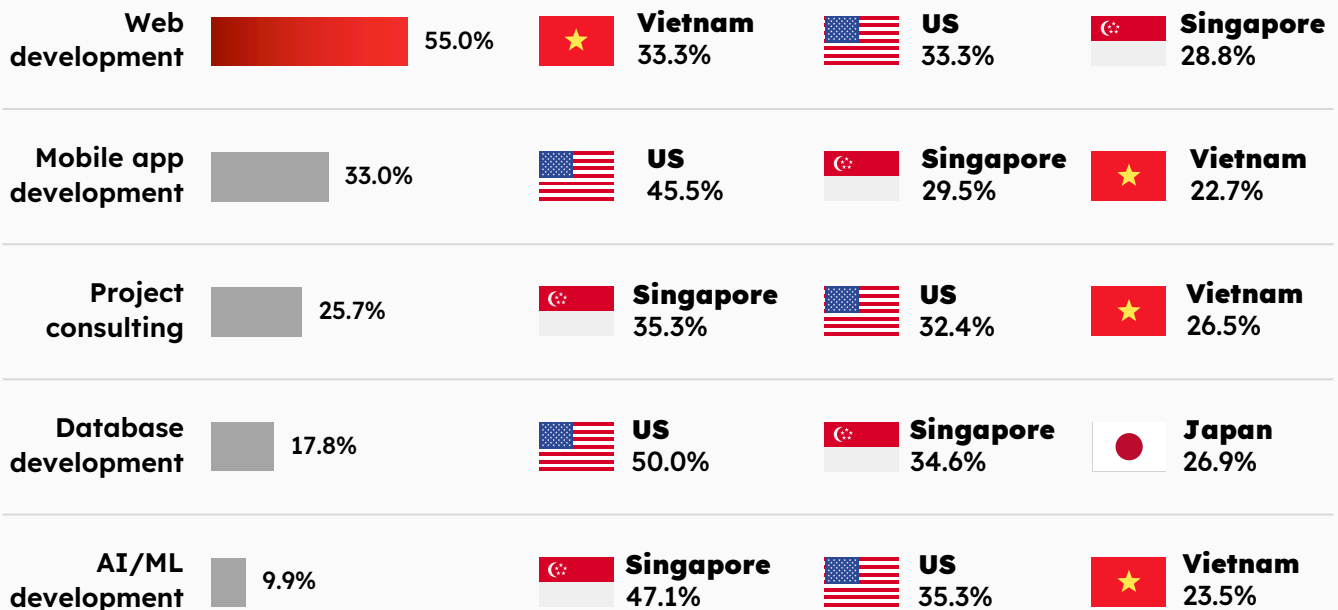 Web
development
55.0%
Vietnam
33.3%
US
33.3%
Singapore
28.8%
Mobile app
development
33.0%
US
45.5%
Singapore
29.5%
Vietnam
22.7%
Project
consulting
25.7%
Singapore
35.3%
US
32.4%
Vietnam
26.5%
Database
development
17.8%
US
50.0%
Singapore
34.6%
Japan
26.9%
AI/ML
development
9.9%
Singapore
47.1%
US
35.3%
Vietnam
23.5%